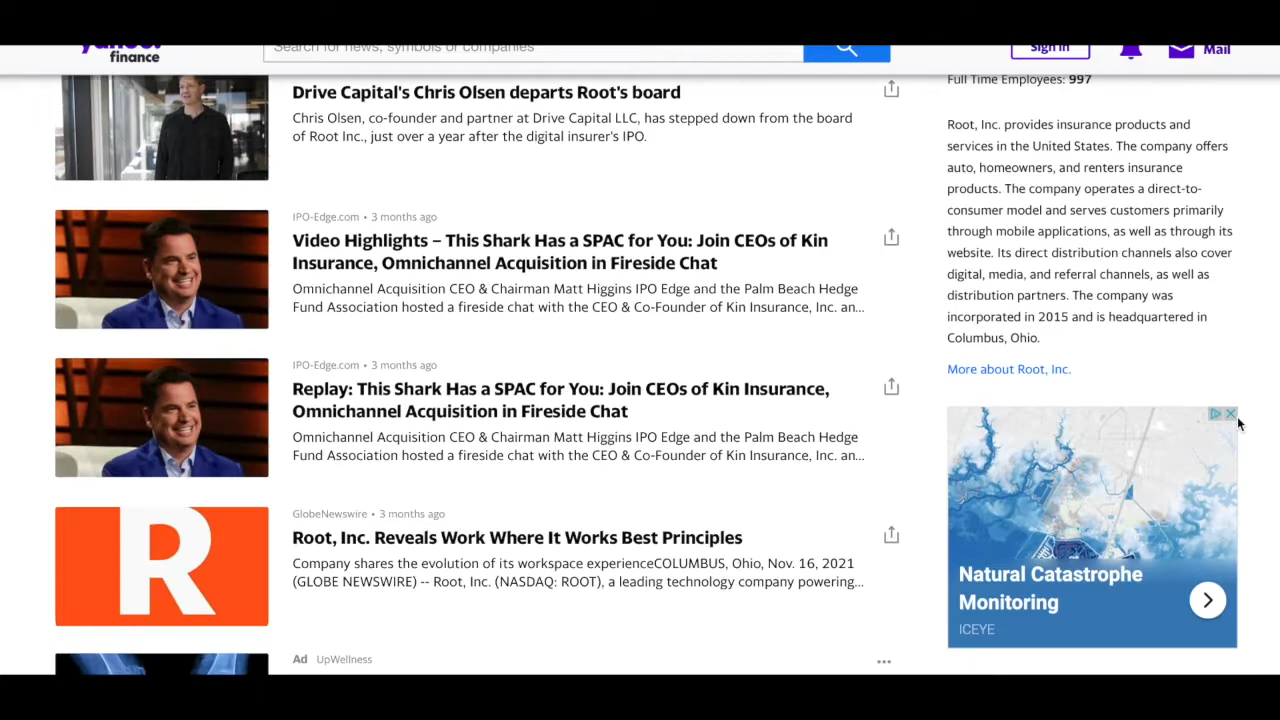 yahoo!
finance
Search for news, symbols or companies
Sign in
Mail
Drive Capital's Chris Olsen departs Root's board
Chris Olsen, co-founder and partner at Drive Capital LLC, has stepped down from the board
of Root Inc., just over a year after the digital insurer's IPO.
IPO-Edge.com • 3 months ago
Video Highlights – This Shark Has a SPAC for You: Join CEOs of Kin
Insurance, Omnichannel Acquisition in Fireside Chat
Omnichannel Acquisition CEO & Chairman Matt Higgins IPO Edge and the Palm Beach Hedge
Fund Association hosted a fireside chat with the CEO & Co-Founder of Kin Insurance, Inc. an...
IPO-Edge.com • 3 months ago
Replay: This Shark Has a SPAC for You: Join CEOs of Kin Insurance,
Omnichannel Acquisition in Fireside Chat
Omnichannel Acquisition CEO & Chairman Matt Higgins IPO Edge and the Palm Beach Hedge
Fund Association hosted a fireside chat with the CEO & Co-Founder of Kin Insurance, Inc. an...
R
GlobeNewswire • 3 months ago
Root, Inc. Reveals Work Where It Works Best Principles
Company shares the evolution of its workspace experienceCOLUMBUS, Ohio, Nov. 16, 2021
(GLOBE NEWSWIRE) -- Root, Inc. (NASDAQ: ROOT), a leading technology company powering...
Ad UpWellness
Full Time Employees: 997
Root, Inc. provides insurance products and
services in the United States. The company offers
auto, homeowners, and renters insurance
products. The company operates a direct-to-
consumer model and serves customers primarily
through mobile applications, as well as through its
website. Its direct distribution channels also cover
digital, media, and referral channels, as well as
distribution partners. The company was
incorporated in 2015 and is headquartered in
Columbus, Ohio.
More about Root, Inc.
Natural Catastrophe
Monitoring
ICEYE